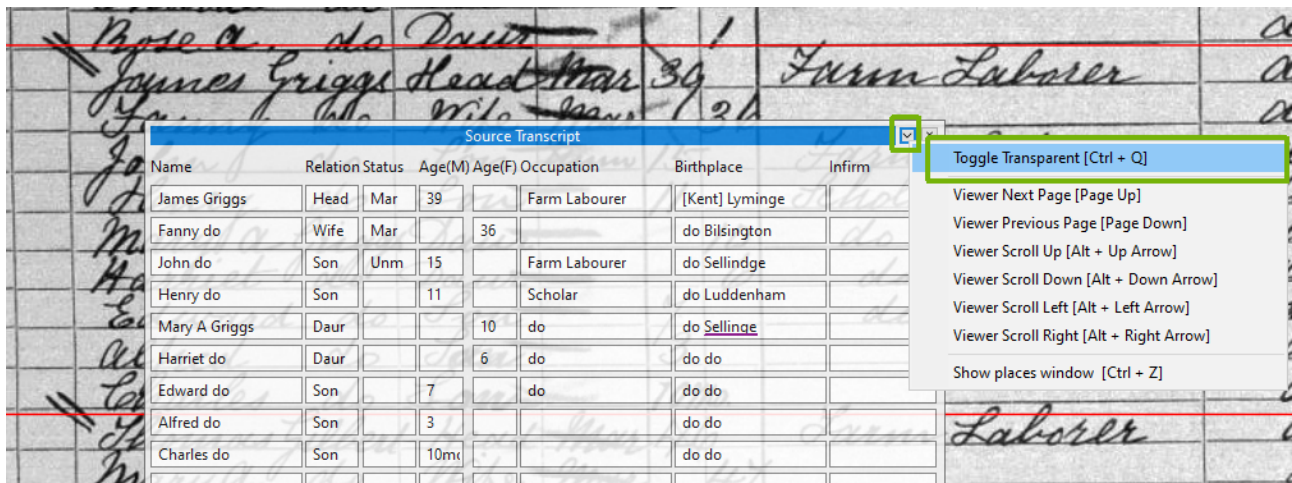 Rose a. do Daur 1
James Griggs Head Mar 39 Farm Laborer
Fanny do Wife Mar 36
Source Transcript
Name Relation Status Age(M) Age(F) Occupation Birthplace Infirm
James Griggs Head Mar 39 Farm Labourer [Kent] Lyminge
Fanny do Wife Mar 36 do Bilsington
John do Son Unm 15 Farm Labourer do Sellindge
Henry do Son 11 Scholar do Luddenham
Mary A Griggs Daur 10 do do Sellinge
Harriet do Daur 6 do do do
Edward do Son 7 do do do
Alfred do Son 3 do do
Charles do Son 10mo do do
Toggle Transparent [Ctrl + Q]
Viewer Next Page [Page Up]
Viewer Previous Page [Page Down]
Viewer Scroll Up [Alt + Up Arrow]
Viewer Scroll Down [Alt + Down Arrow]
Viewer Scroll Left [Alt + Left Arrow]
Viewer Scroll Right [Alt + Right Arrow]
Show places window [Ctrl + Z]
Laborer